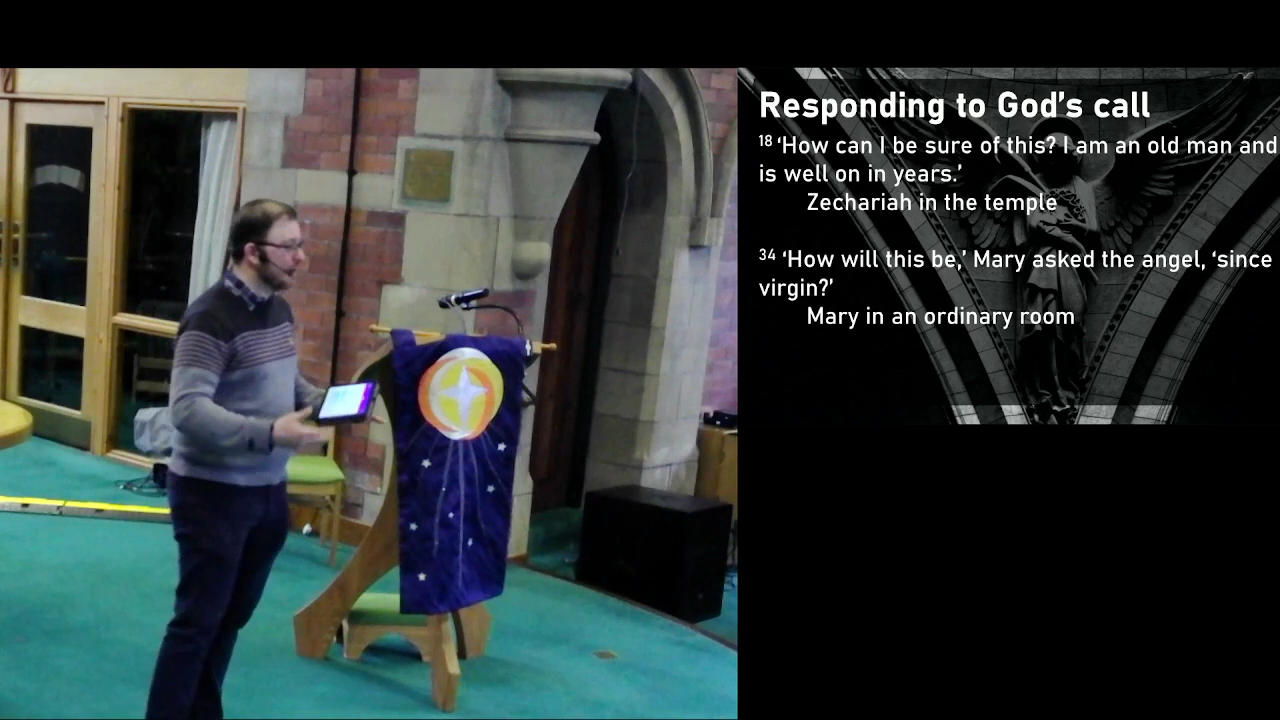 Responding to God's call
18 'How can I be sure of this? I am an old man and
is well on in years.'
Zechariah in the temple
34 'How will this be,' Mary asked the angel, 'since
virgin?'
Mary in an ordinary room